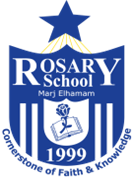 ROSARY
School
Marj Elhamam
1999
Cornerstone of Faith & Knowledge